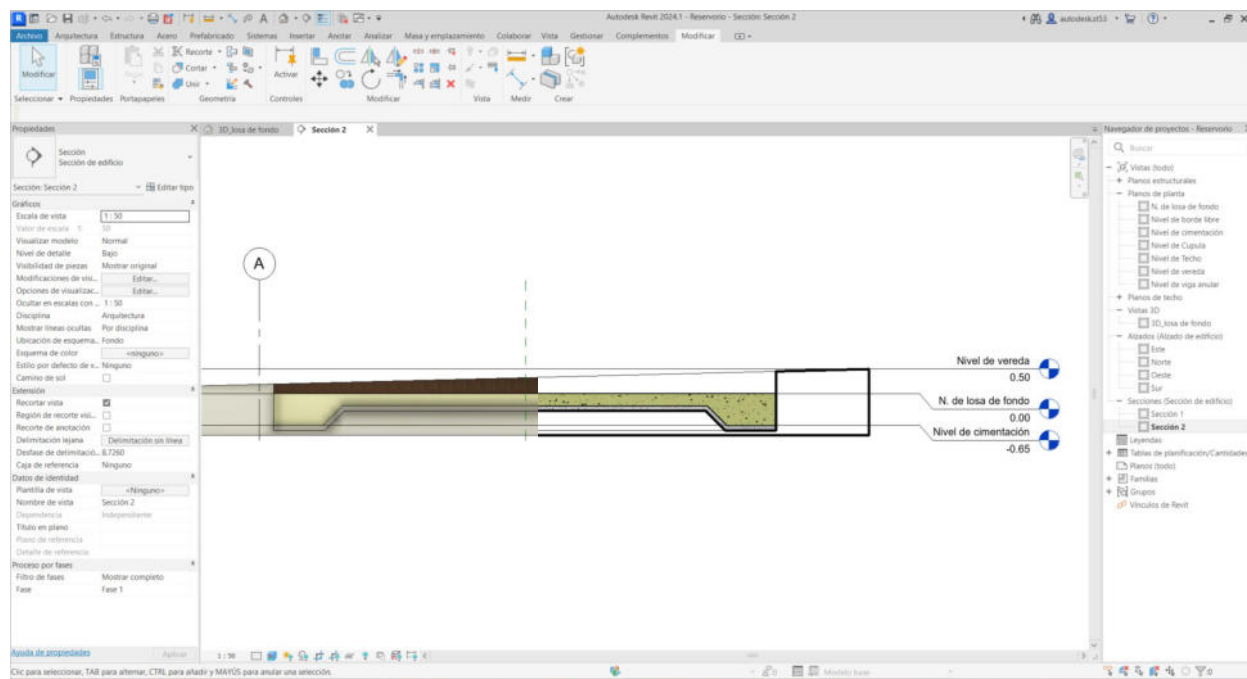 Autodesk Revit 2024.1 - Reservorio - Sección: Sección 2
autodesk.st53
Archivo Arquitectura Estructura Acero Prefabricado Sistemas Insertar Anotar Analizar Masa y emplazamiento Colaborar Vista Gestionar Complementos Modificar
Modificar
Recorte
Cortar
Unir
Activar
Seleccionar Propiedades Portapapeles Geometría Controles Modificar Vista Medir Crear
Propiedades
3D_losa de fondo
Sección 2
Navegador de proyectos - Reservorio
Sección
Sección de edificio
Sección: Sección 2
Editar tipo
Gráficos
Escala de vista 1 : 50
Valor de escala 1: 50
Visualizar modelo Normal
Nivel de detalle Bajo
Visibilidad de piezas Mostrar original
Modificaciones de visi... Editar...
Opciones de visualizac... Editar...
Ocultar en escalas con ... 1 : 50
Disciplina Arquitectura
Mostrar líneas ocultas Por disciplina
Ubicación de esquema... Fondo
Esquema de color <ninguno>
Estilo por defecto de v... Ninguno
Camino de sol
Extensión
Recortar vista
Región de recorte visi...
Recorte de anotación
Delimitación lejana Delimitación sin línea
Desfase de delimitació... 8.7260
Caja de referencia Ninguno
Datos de identidad
Plantilla de vista <Ninguno>
Nombre de vista Sección 2
Dependencia Independiente
Título en plano
Plano de referencia
Detalle de referencia
Proceso por fases
Filtro de fases Mostrar completo
Fase Fase 1
Ayuda de propiedades
Aplicar
A
Nivel de vereda
0.50
N. de losa de fondo
0.00
Nivel de cimentación
-0.65
Buscar
Vistas (todo)
Planos estructurales
Planos de planta
N. de losa de fondo
Nivel de borde libre
Nivel de cimentación
Nivel de Cupula
Nivel de Techo
Nivel de vereda
Nivel de viga anular
Planos de techo
Vistas 3D
3D_losa de fondo
Alzados (Alzado de edificio)
Este
Norte
Oeste
Sur
Secciones (Sección de edificio)
Sección 1
Sección 2
Leyendas
Tablas de planificación/Cantidades
Planos (todo)
Familias
Grupos
Vínculos de Revit
1 : 50
Clic para seleccionar, TAB para alternar, CTRL para añadir y MAYÚS para anular una selección.
:0
Modelo base
:0